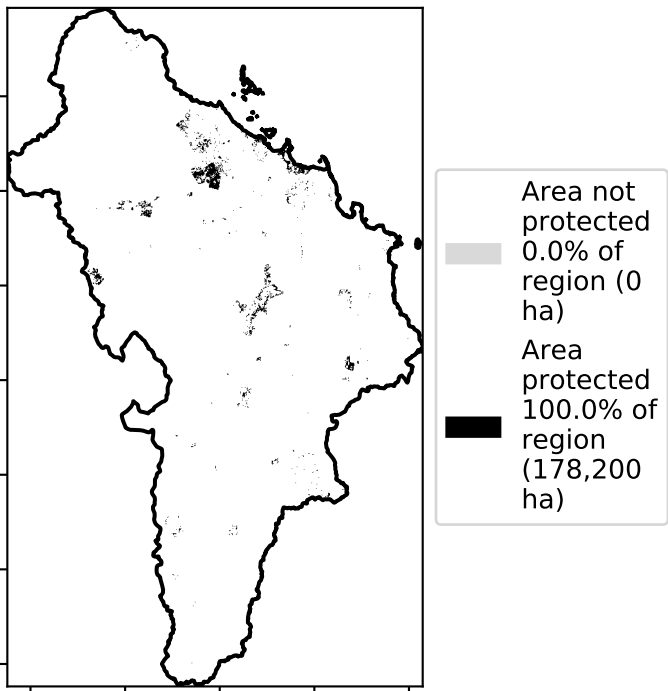 Area not
protected
0.0% of
region (0
ha)
Area
protected
100.0% of
region
(178,200
ha)